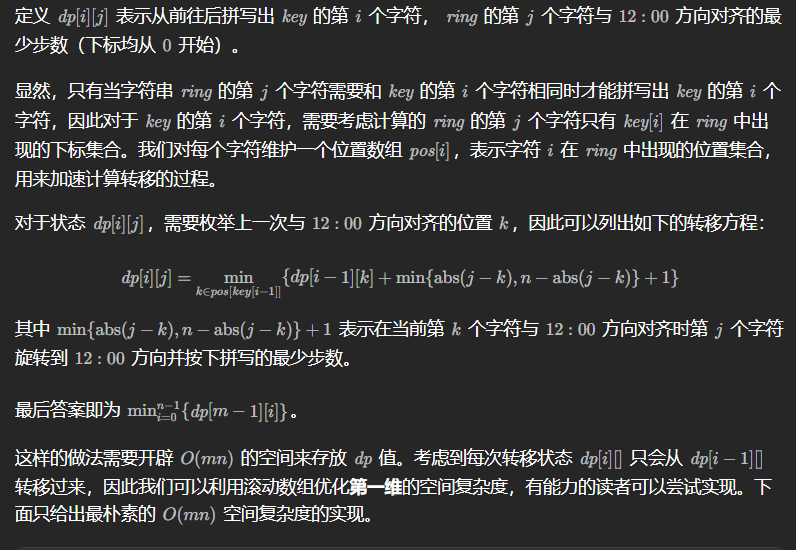 定义 dp[i][j] 表示从前往后拼写出 key 的第 i 个字符， ring 的第 j 个字符与 12 : 00 方向对齐的最
少步数（下标均从 0 开始）。
显然，只有当字符串 ring 的第 j 个字符需要和 key 的第 i 个字符相同时才能拼写出 key 的第 i 个
字符，因此对于 key 的第 i 个字符，需要考虑计算的 ring 的第 j 个字符只有 key[i] 在 ring 中出
现的下标集合。我们对每个字符维护一个位置数组 pos[i]，表示字符 i 在 ring 中出现的位置集合，
用来加速计算转移的过程。
对于状态 dp[i][j]，需要枚举上一次与 12 : 00 方向对齐的位置 k，因此可以列出如下的转移方程：
dp[i][j] = min_{k∈pos[key[i−1]]} {dp[i − 1][k] + min{abs(j − k), n − abs(j − k)} + 1}
其中 min{abs(j − k), n − abs(j − k)} + 1 表示在当前第 k 个字符与 12 : 00 方向对齐时第 j 个字符
旋转到 12 : 00 方向并按下拼写的最少步数。
最后答案即为 min_{i=0}^{n−1}{dp[m − 1][i]}。
这样的做法需要开辟 O(mn) 的空间来存放 dp 值。考虑到每次转移状态 dp[i][] 只会从 dp[i − 1][]
转移过来，因此我们可以利用滚动数组优化第一维的空间复杂度，有能力的读者可以尝试实现。下
面只给出最朴素的 O(mn) 空间复杂度的实现。